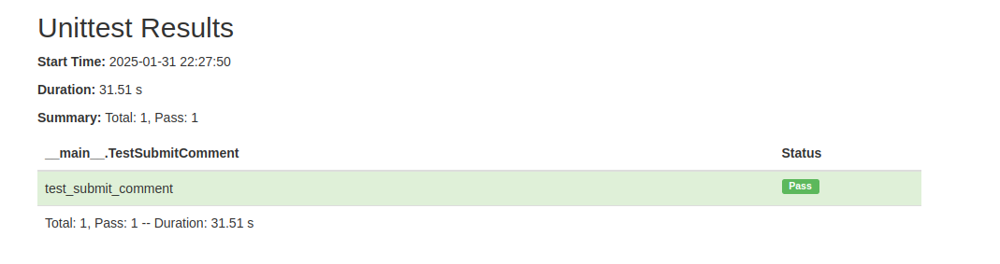 Unittest Results
Start Time: 2025-01-31 22:27:50
Duration: 31.51 s
Summary: Total: 1, Pass: 1
__main__.TestSubmitComment Status
test_submit_comment Pass
Total: 1, Pass: 1 -- Duration: 31.51 s